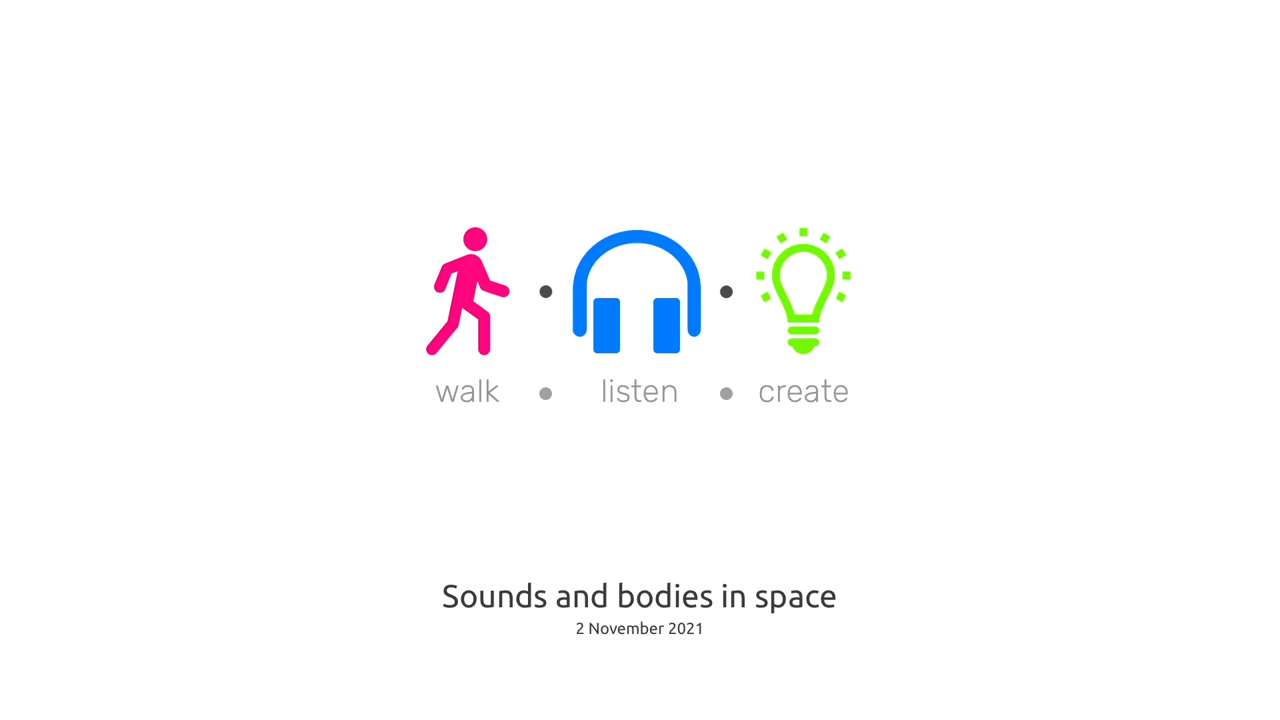 walk • listen • create
Sounds and bodies in space
2 November 2021